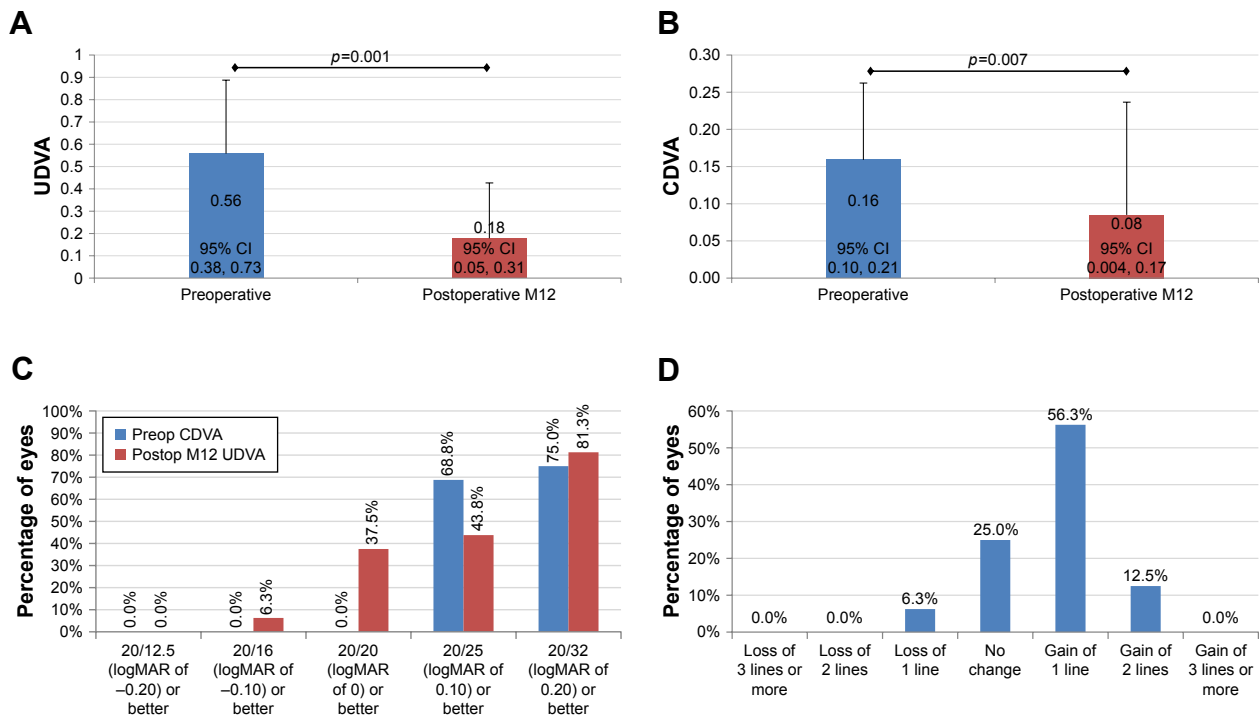 A
UDVA
1
0.9
0.8
0.7
0.6
0.5
0.4
0.3
0.2
0.1
0
p=0.001
0.56
95% CI
0.38, 0.73
0.18
95% CI
0.05, 0.31
Preoperative
Postoperative M12
B
CDVA
0.30
0.25
0.20
0.15
0.10
0.05
0.00
p=0.007
0.16
95% CI
0.10, 0.21
0.08
95% CI
0.004, 0.17
Preoperative
Postoperative M12
C
Percentage of eyes
100%
90%
80%
70%
60%
50%
40%
30%
20%
10%
0%
Preop CDVA
Postop M12 UDVA
0.0%
0.0%
0.0%
6.3%
0.0%
37.5%
68.8%
43.8%
75.0%
81.3%
20/12.5
(logMAR of
–0.20) or
better
20/16
(logMAR of
–0.10) or
better
20/20
(logMAR
of 0) or
better
20/25
(logMAR of
0.10) or
better
20/32
(logMAR of
0.20) or
better
D
Percentage of eyes
60%
50%
40%
30%
20%
10%
0%
0.0%
0.0%
6.3%
25.0%
56.3%
12.5%
0.0%
Loss of
3 lines or
more
Loss of
2 lines
Loss of
1 line
No
change
Gain of
1 line
Gain of
2 lines
Gain of
3 lines or
more